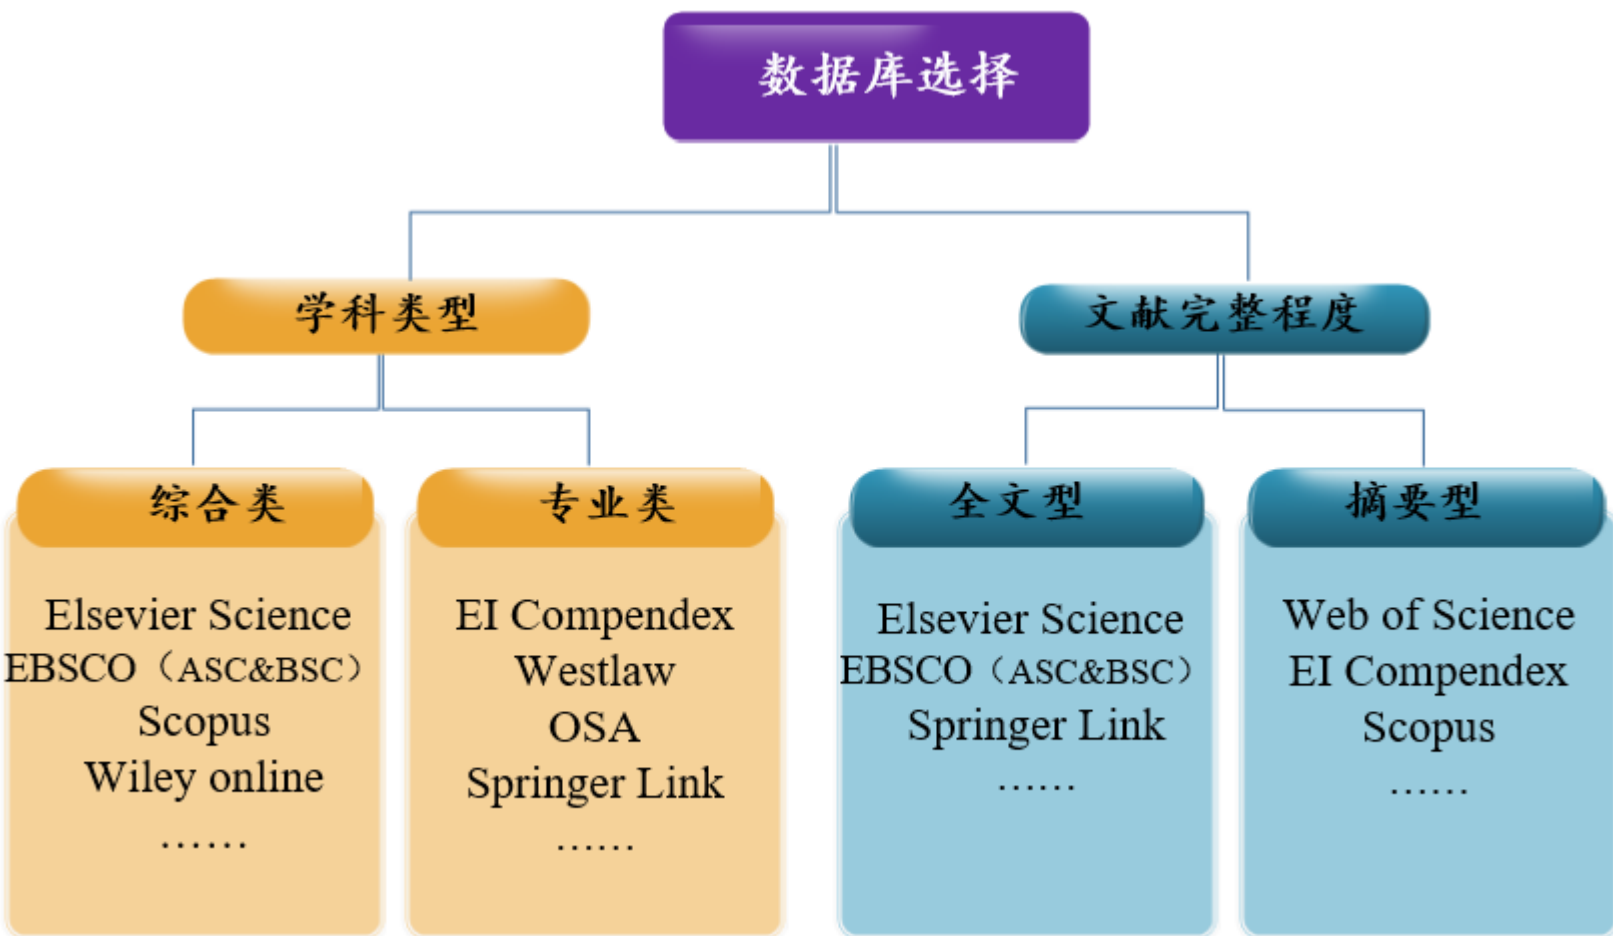 数据库选择
学科类型
文献完整程度
综合类
Elsevier Science
EBSCO（ASC&BSC）
Scopus
Wiley online
……
专业类
EI Compendex
Westlaw
OSA
Springer Link
……
全文型
Elsevier Science
EBSCO（ASC&BSC）
Springer Link
……
摘要型
Web of Science
EI Compendex
Scopus
……